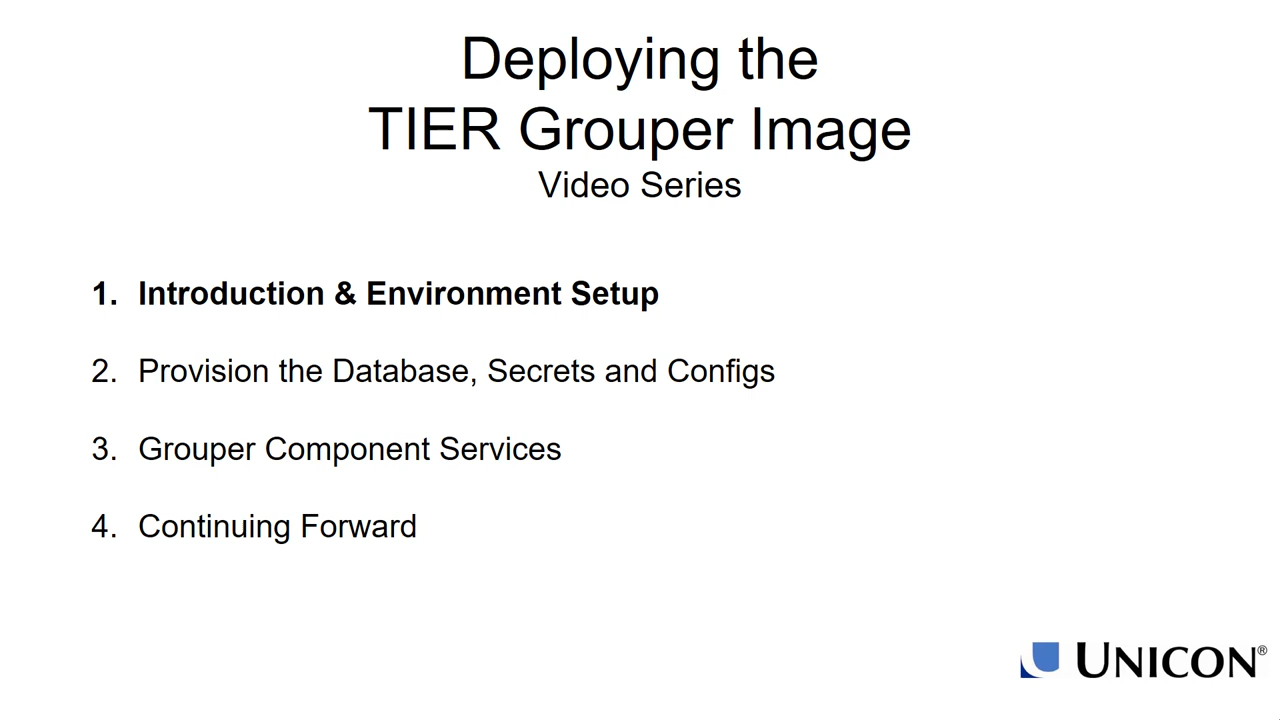 Deploying the
TIER Grouper Image
Video Series
1. Introduction & Environment Setup
2. Provision the Database, Secrets and Configs
3. Grouper Component Services
4. Continuing Forward
UNICON®